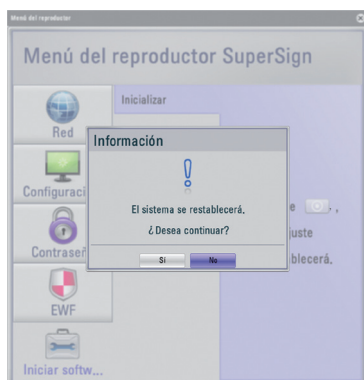 Menú del reproductor
Menú del reproductor SuperSign
Inicializar
Red
Información
Configuraci
El sistema se restablecerá.
e . ,
¿Desea continuar?
juste
Contraseñ
Sí
No
blecerá.
EWF
Iniciar softw...